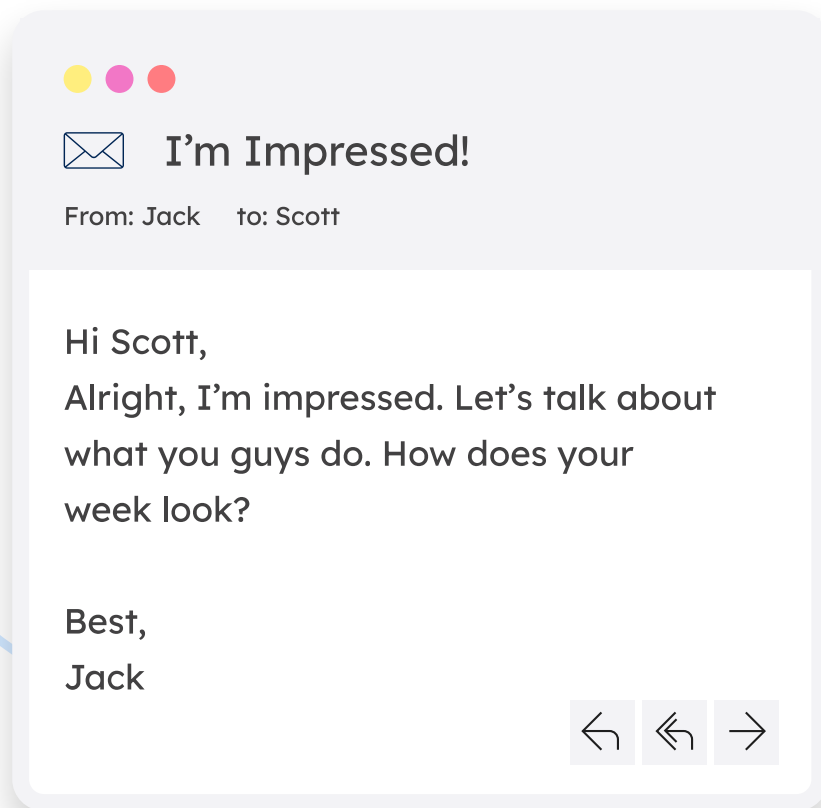 I’m Impressed!
From: Jack to: Scott
Hi Scott,
Alright, I’m impressed. Let’s talk about
what you guys do. How does your
week look?
Best,
Jack